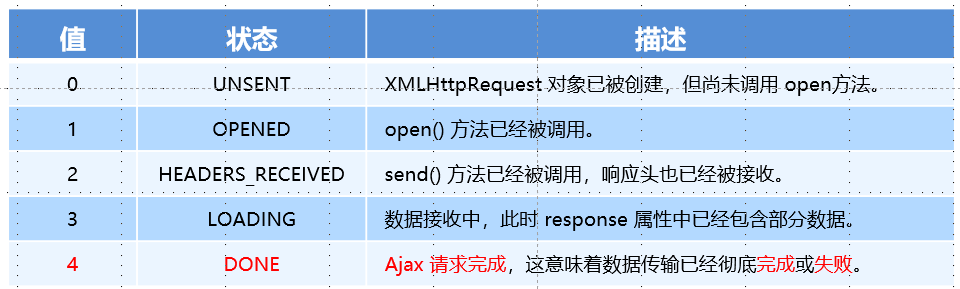 值 状态 描述
0 UNSENT XMLHttpRequest 对象已被创建，但尚未调用 open方法。
1 OPENED open() 方法已经被调用。
2 HEADERS_RECEIVED send() 方法已经被调用，响应头也已经被接收。
3 LOADING 数据接收中，此时 response 属性中已经包含部分数据。
4 DONE Ajax 请求完成，这意味着数据传输已经彻底完成或失败。